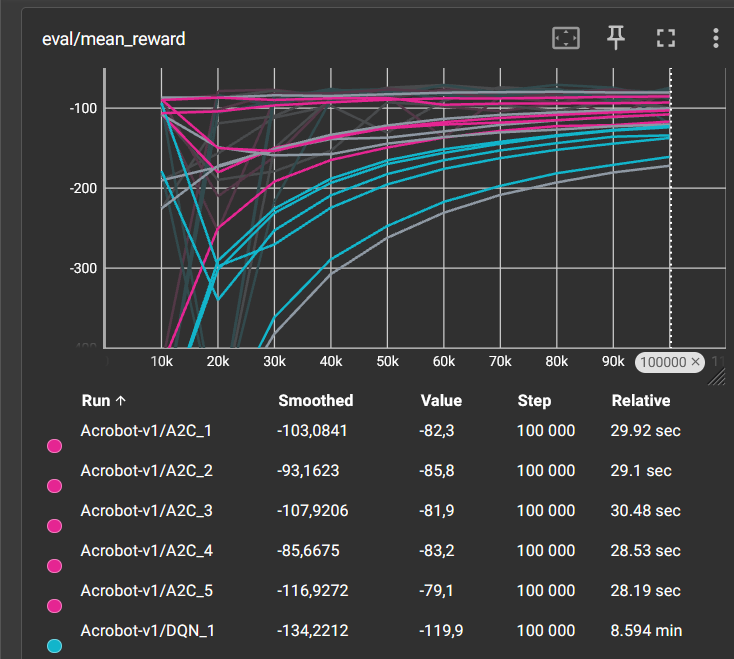 eval/mean_reward
-100
-200
-300
400
10k 20k 30k 40k 50k 60k 70k 80k 90k 100000 × 11
Run ↑ Smoothed Value Step Relative
Acrobot-v1/A2C_1 -103,0841 -82,3 100 000 29.92 sec
Acrobot-v1/A2C_2 -93,1623 -85,8 100 000 29.1 sec
Acrobot-v1/A2C_3 -107,9206 -81,9 100 000 30.48 sec
Acrobot-v1/A2C_4 -85,6675 -83,2 100 000 28.53 sec
Acrobot-v1/A2C_5 -116,9272 -79,1 100 000 28.19 sec
Acrobot-v1/DQN_1 -134,2212 -119,9 100 000 8.594 min